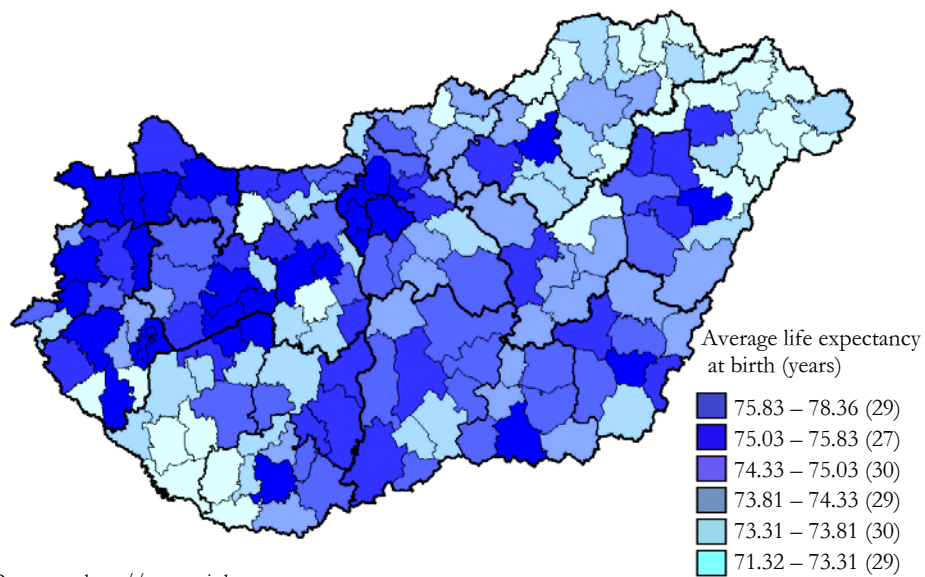 Average life expectancy
at birth (years)
75.83 – 78.36 (29)
75.03 – 75.83 (27)
74.33 – 75.03 (30)
73.81 – 74.33 (29)
73.31 – 73.81 (30)
71.32 – 73.31 (29)